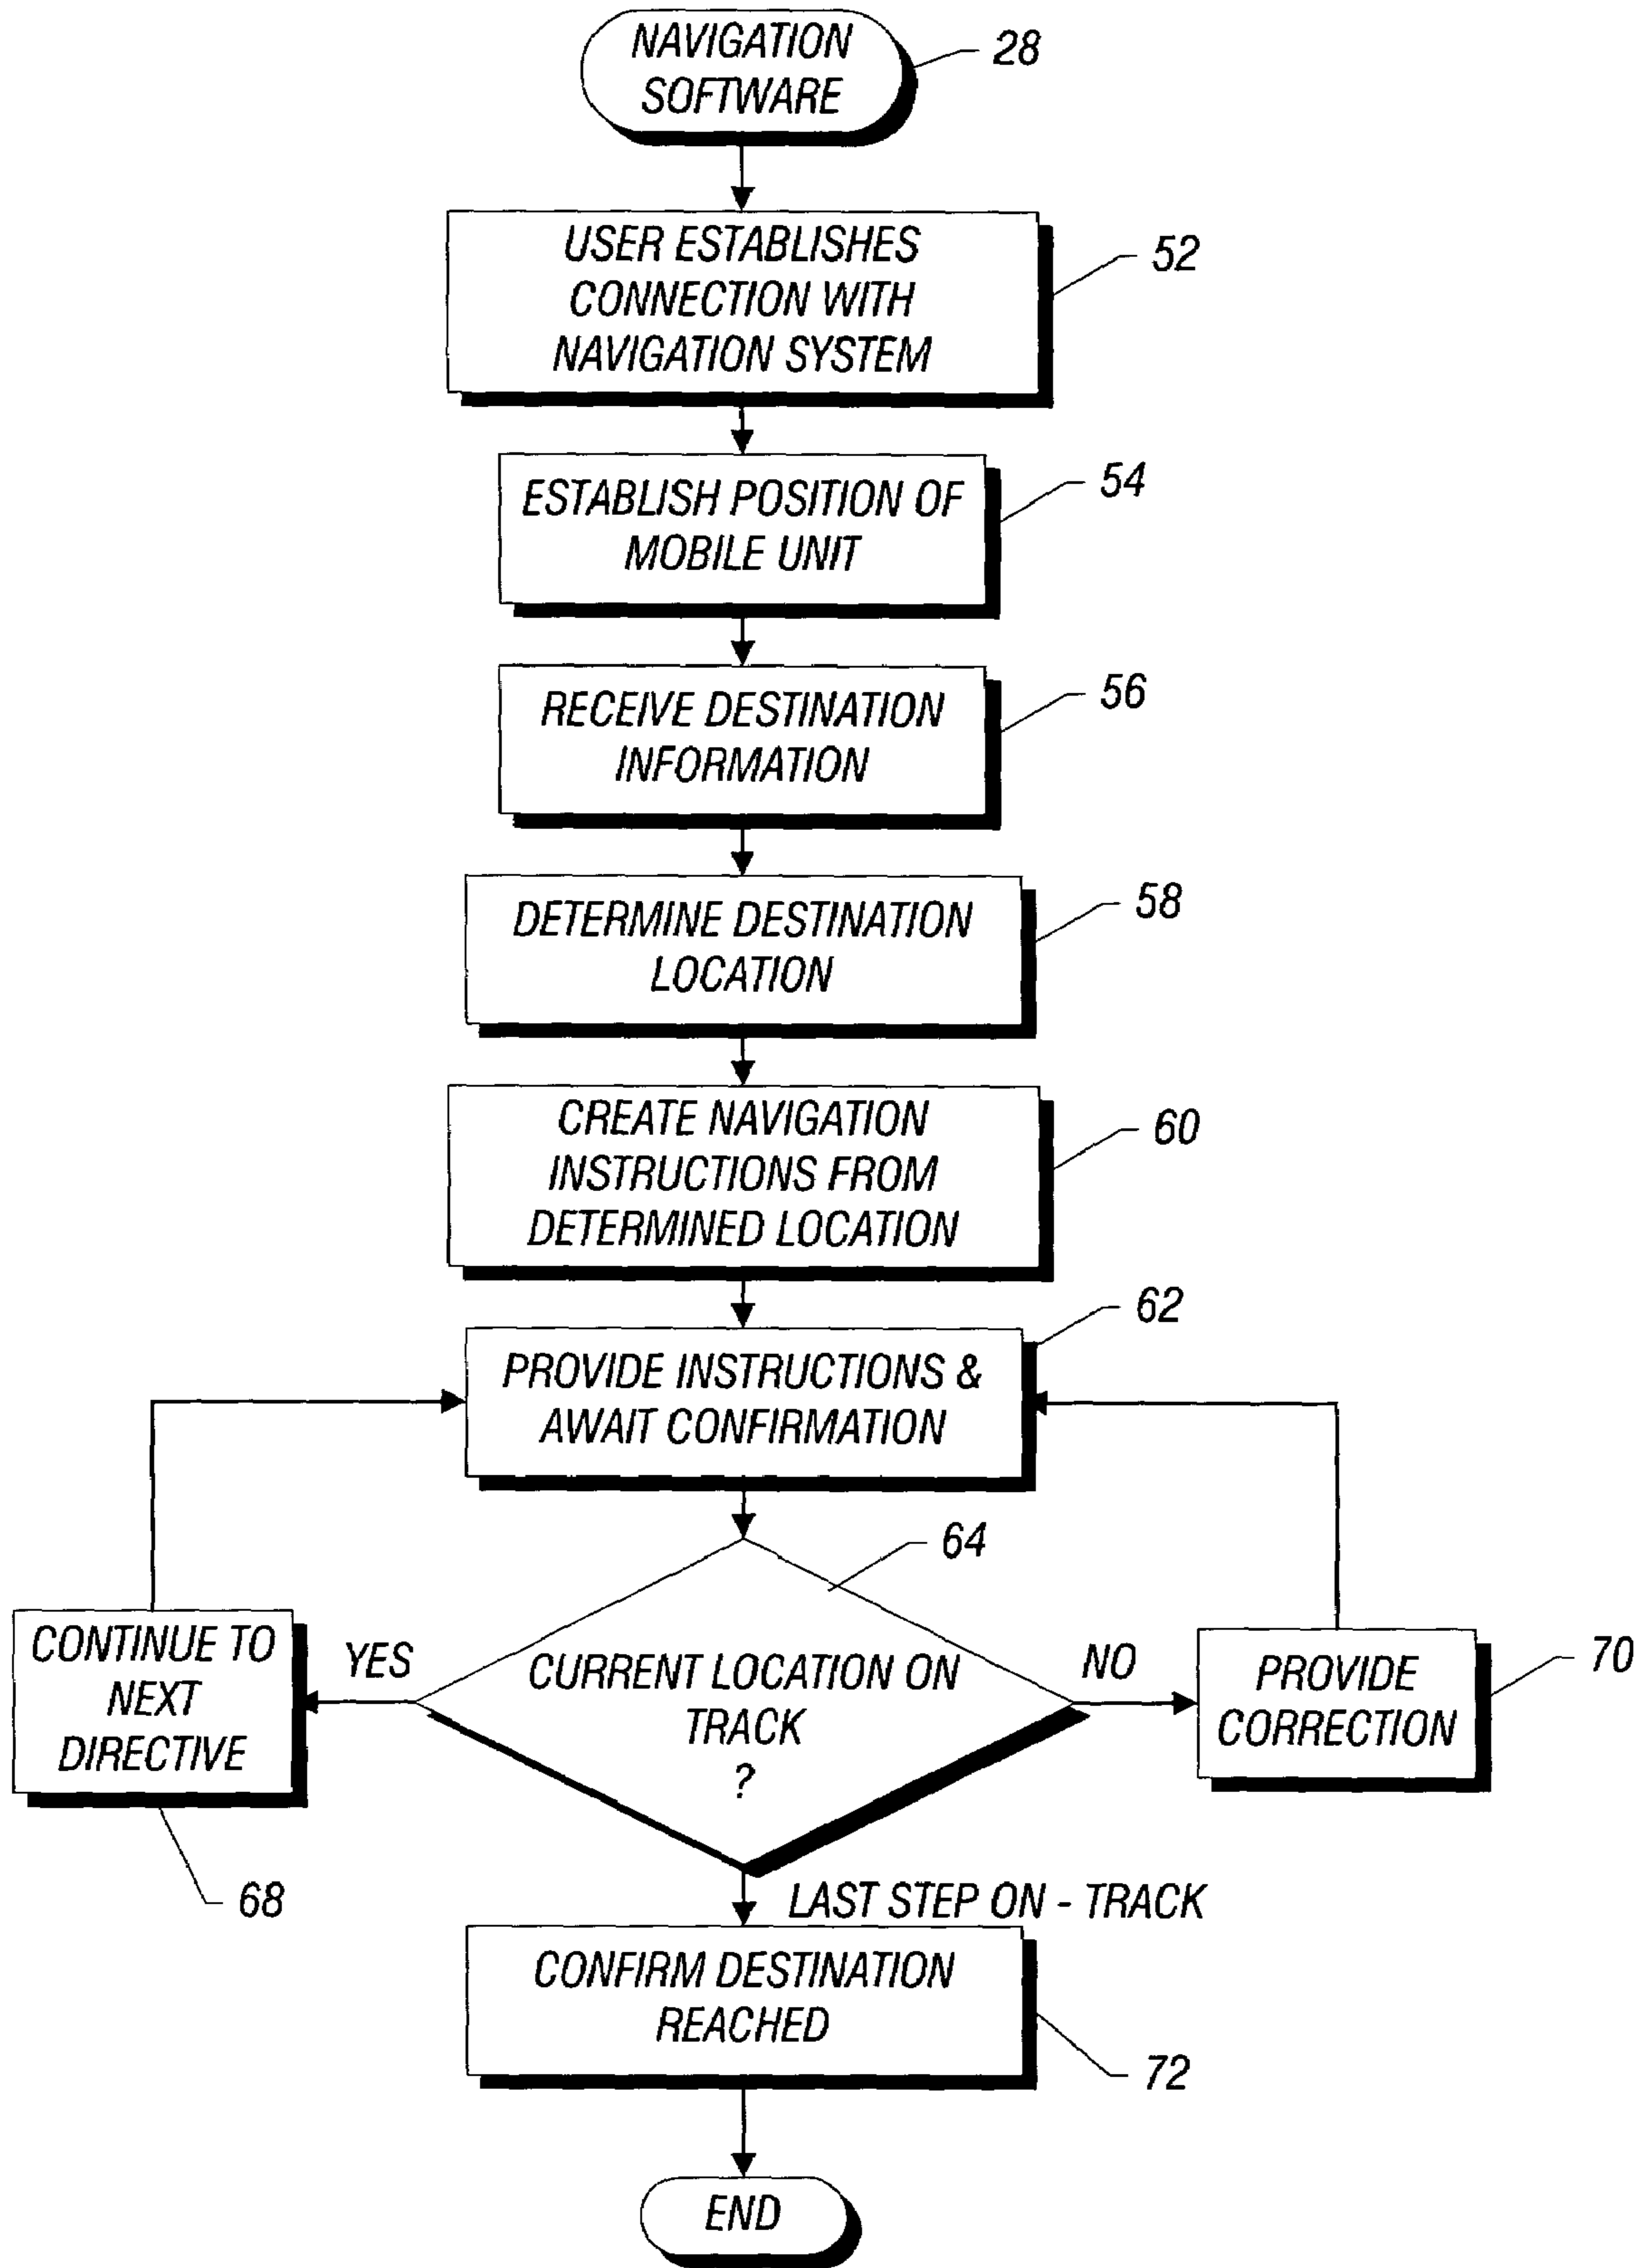 NAVIGATION
SOFTWARE
28
USER ESTABLISHES
CONNECTION WITH
NAVIGATION SYSTEM
52
ESTABLISH POSITION OF
MOBILE UNIT
54
RECEIVE DESTINATION
INFORMATION
56
DETERMINE DESTINATION
LOCATION
58
CREATE NAVIGATION
INSTRUCTIONS FROM
DETERMINED LOCATION
60
PROVIDE INSTRUCTIONS &
AWAIT CONFIRMATION
62
CURRENT LOCATION ON
TRACK
?
64
YES
CONTINUE TO
NEXT
DIRECTIVE
68
NO
PROVIDE
CORRECTION
70
LAST STEP ON - TRACK
CONFIRM DESTINATION
REACHED
72
END